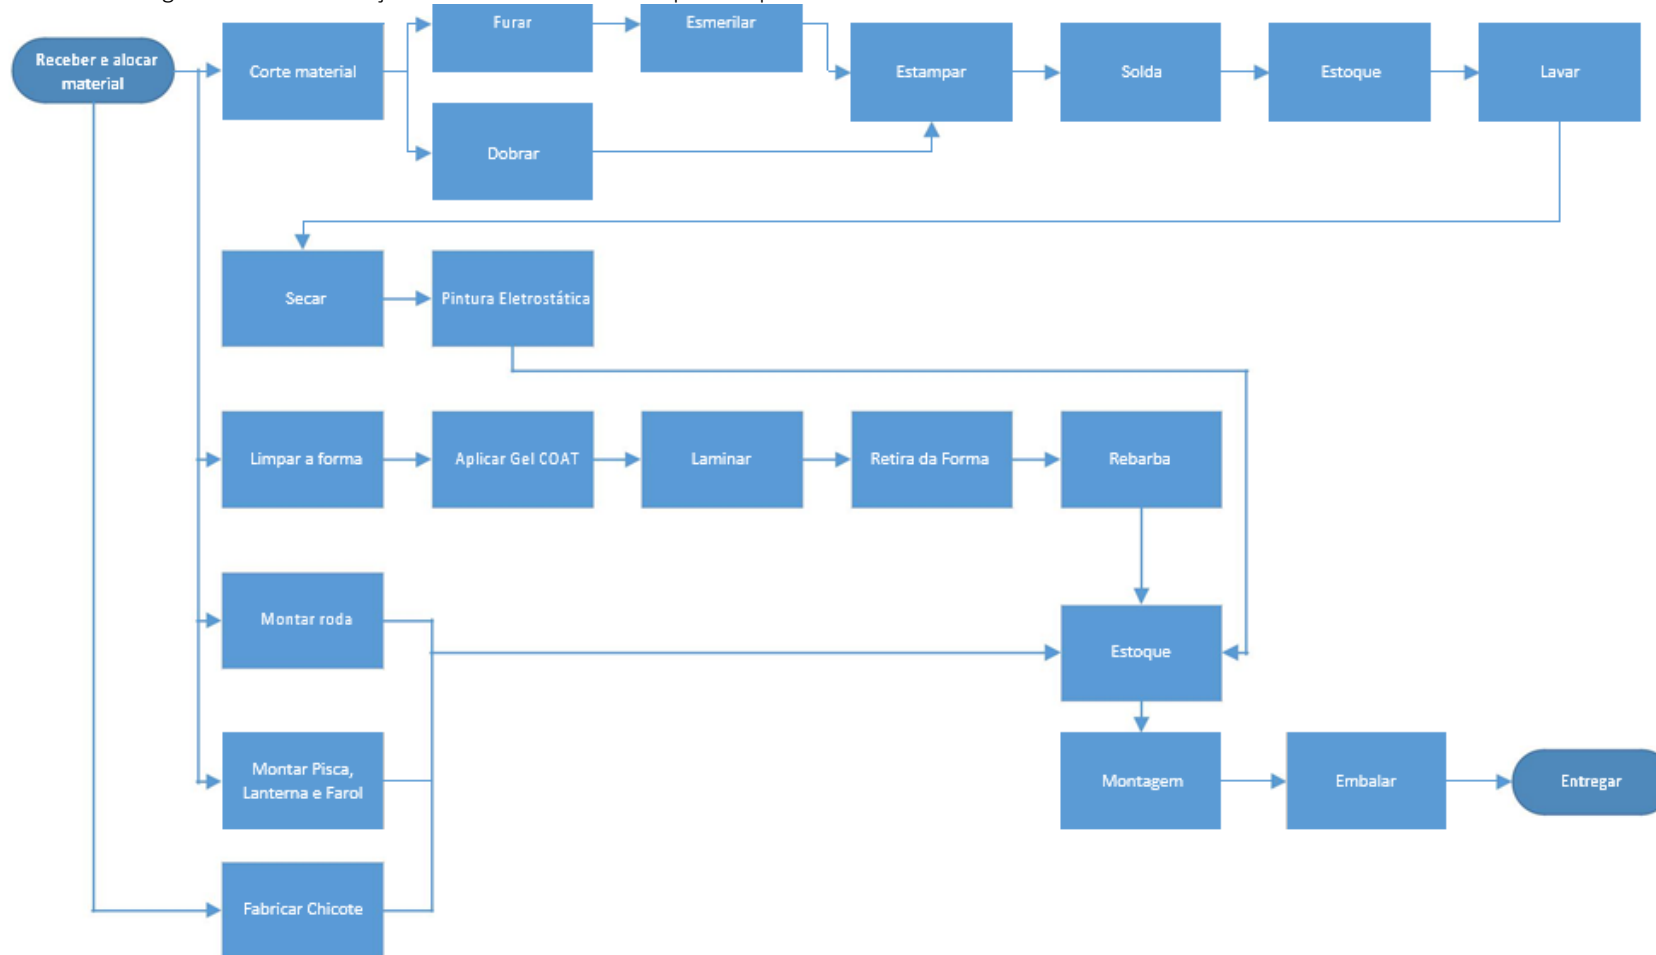 Furar
Esmerilar
Receber e alocar
material
Corte material
Estampar
Solda
Estoque
Lavar
Dobrar
Secar
Pintura Eletrostática
Limpar a forma
Aplicar Gel COAT
Laminar
Retira da Forma
Rebarba
Montar roda
Estoque
Montar Pisca,
Lanterna e Farol
Montagem
Embalar
Entregar
Fabricar Chicote